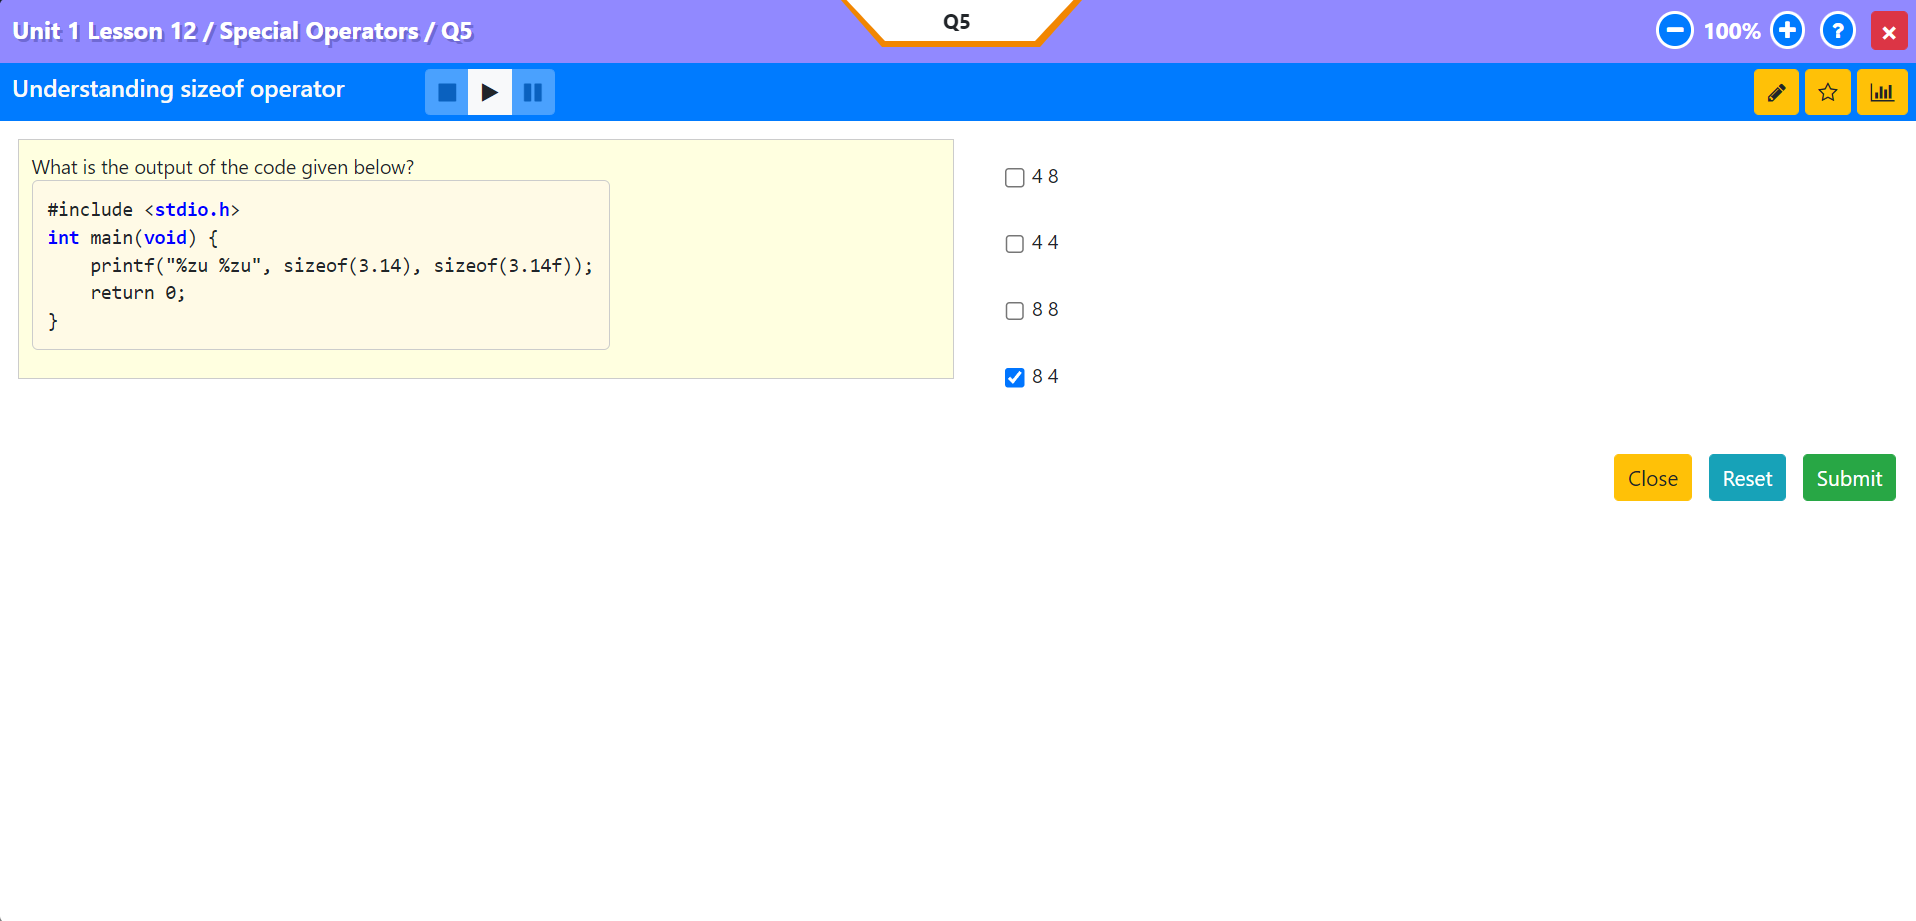 Unit 1 Lesson 12 / Special Operators / Q5
Q5
100%
Understanding sizeof operator
What is the output of the code given below?
#include <stdio.h>
int main(void) {
    printf("%zu %zu", sizeof(3.14), sizeof(3.14f));
    return 0;
}
4 8
4 4
8 8
8 4
Close
Reset
Submit